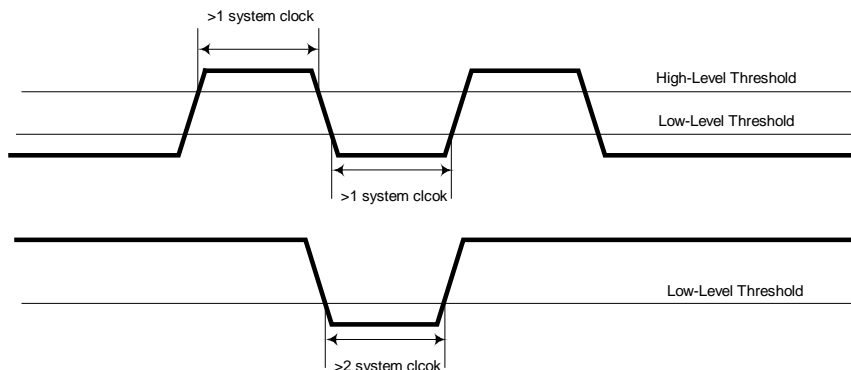 >1 system clock
High-Level Threshold
Low-Level Threshold
>1 system clcok
Low-Level Threshold
>2 system clcok